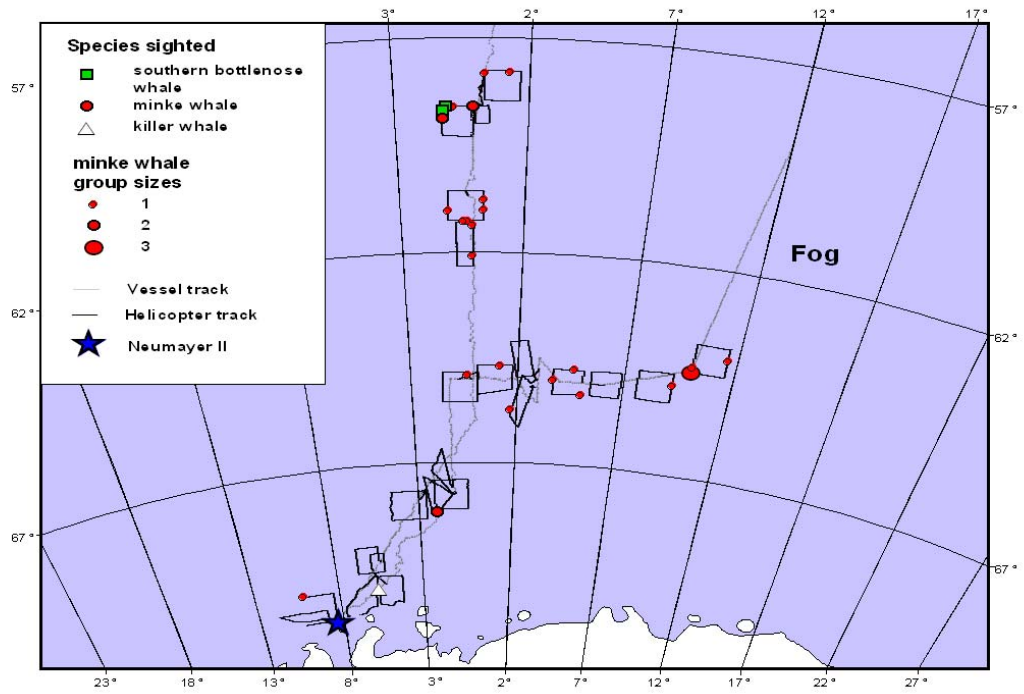 3° 2° 7° 12° 17°
Species sighted
southern bottlenose
whale
minke whale
killer whale
minke whale
group sizes
1
2
3
Vessel track
Helicopter track
Neumayer II
Fog
57° 57°
62° 62°
67° 67°
23° 18° 13° 8° 3° 2° 7° 12° 17° 22° 27°